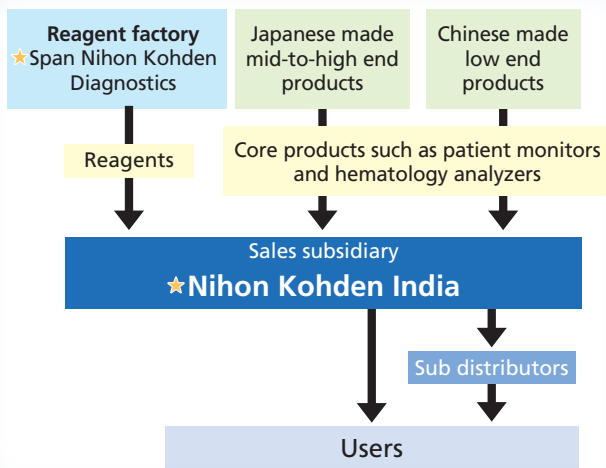 Reagent factory
★Span Nihon Kohden
Diagnostics
Japanese made
mid-to-high end
products
Chinese made
low end
products
Reagents
Core products such as patient monitors
and hematology analyzers
Sales subsidiary
★Nihon Kohden India
Sub distributors
Users